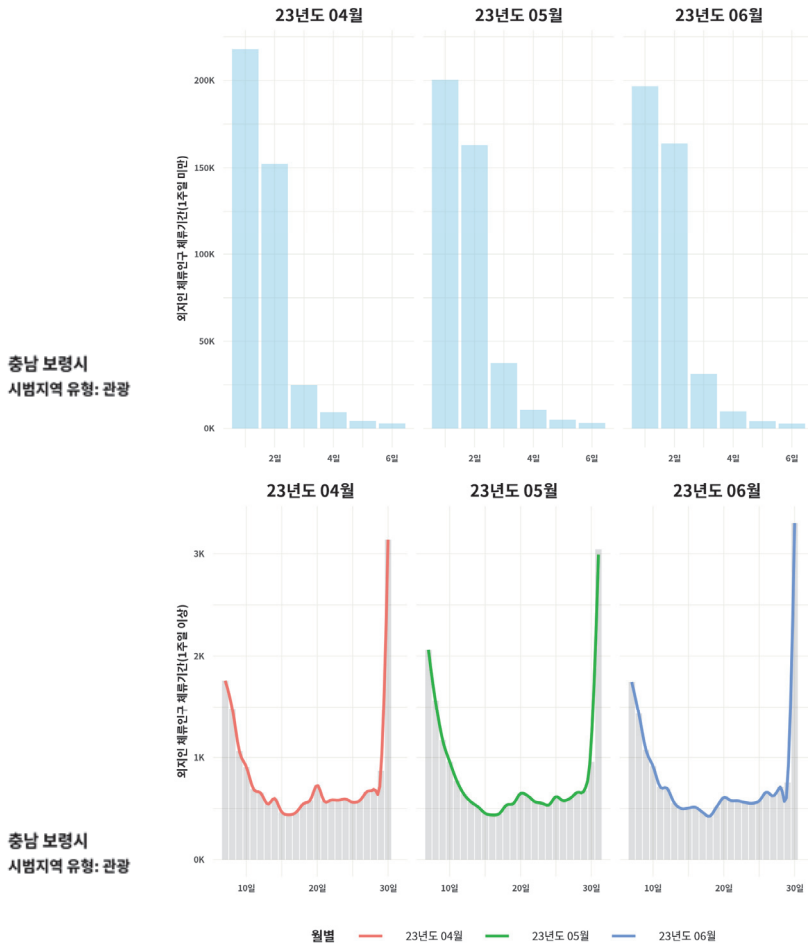 23년도 04월 23년도 05월 23년도 06월
외지인 체류인구 체류기간(1주일 미만)
200K
150K
100K
50K
0K
2일 4일 6일 2일 4일 6일 2일 4일 6일
충남 보령시
시범지역 유형: 관광
23년도 04월 23년도 05월 23년도 06월
외지인 체류인구 체류기간(1주일 이상)
3K
2K
1K
0K
10일 20일 30일 10일 20일 30일 10일 20일 30일
충남 보령시
시범지역 유형: 관광
월별 23년도 04월 23년도 05월 23년도 06월